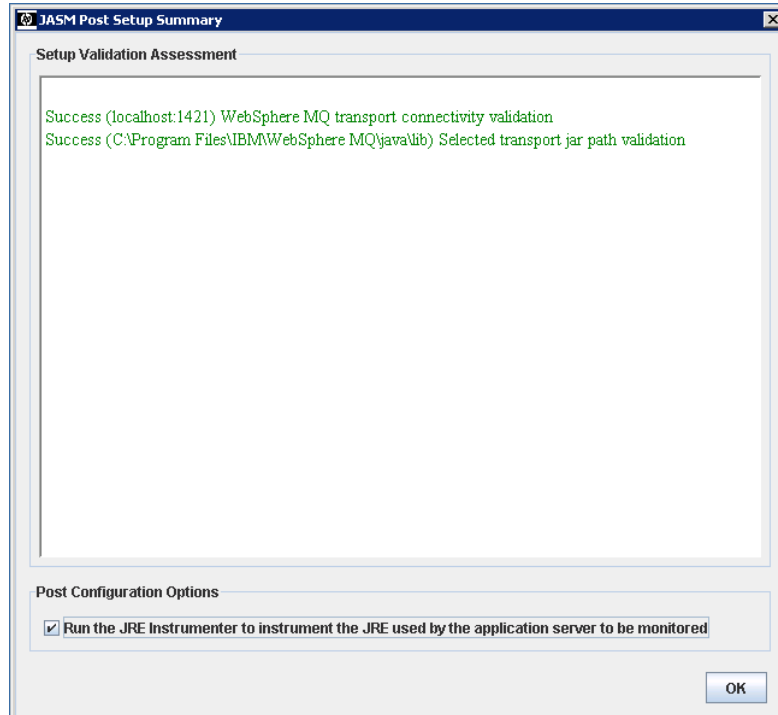 JASM Post Setup Summary
Setup Validation Assessment
Success (localhost:1421) WebSphere MQ transport connectivity validation
Success (C:\Program Files\IBM\WebSphere MQ\java\lib) Selected transport jar path validation
Post Configuration Options
Run the JRE Instrumenter to instrument the JRE used by the application server to be monitored
OK